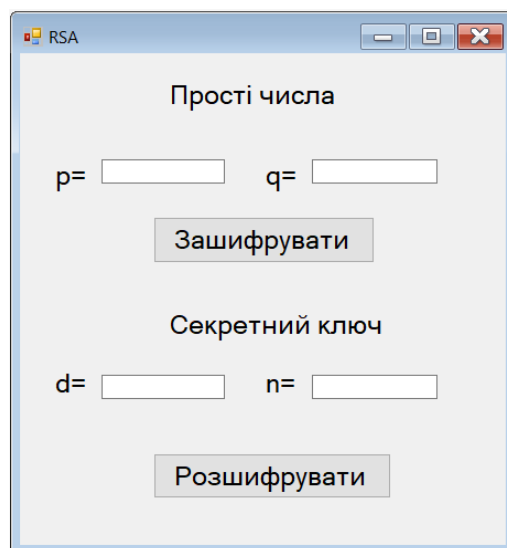 RSA
Прості числа
p= q=
Зашифрувати
Секретний ключ
d= n=
Розшифрувати